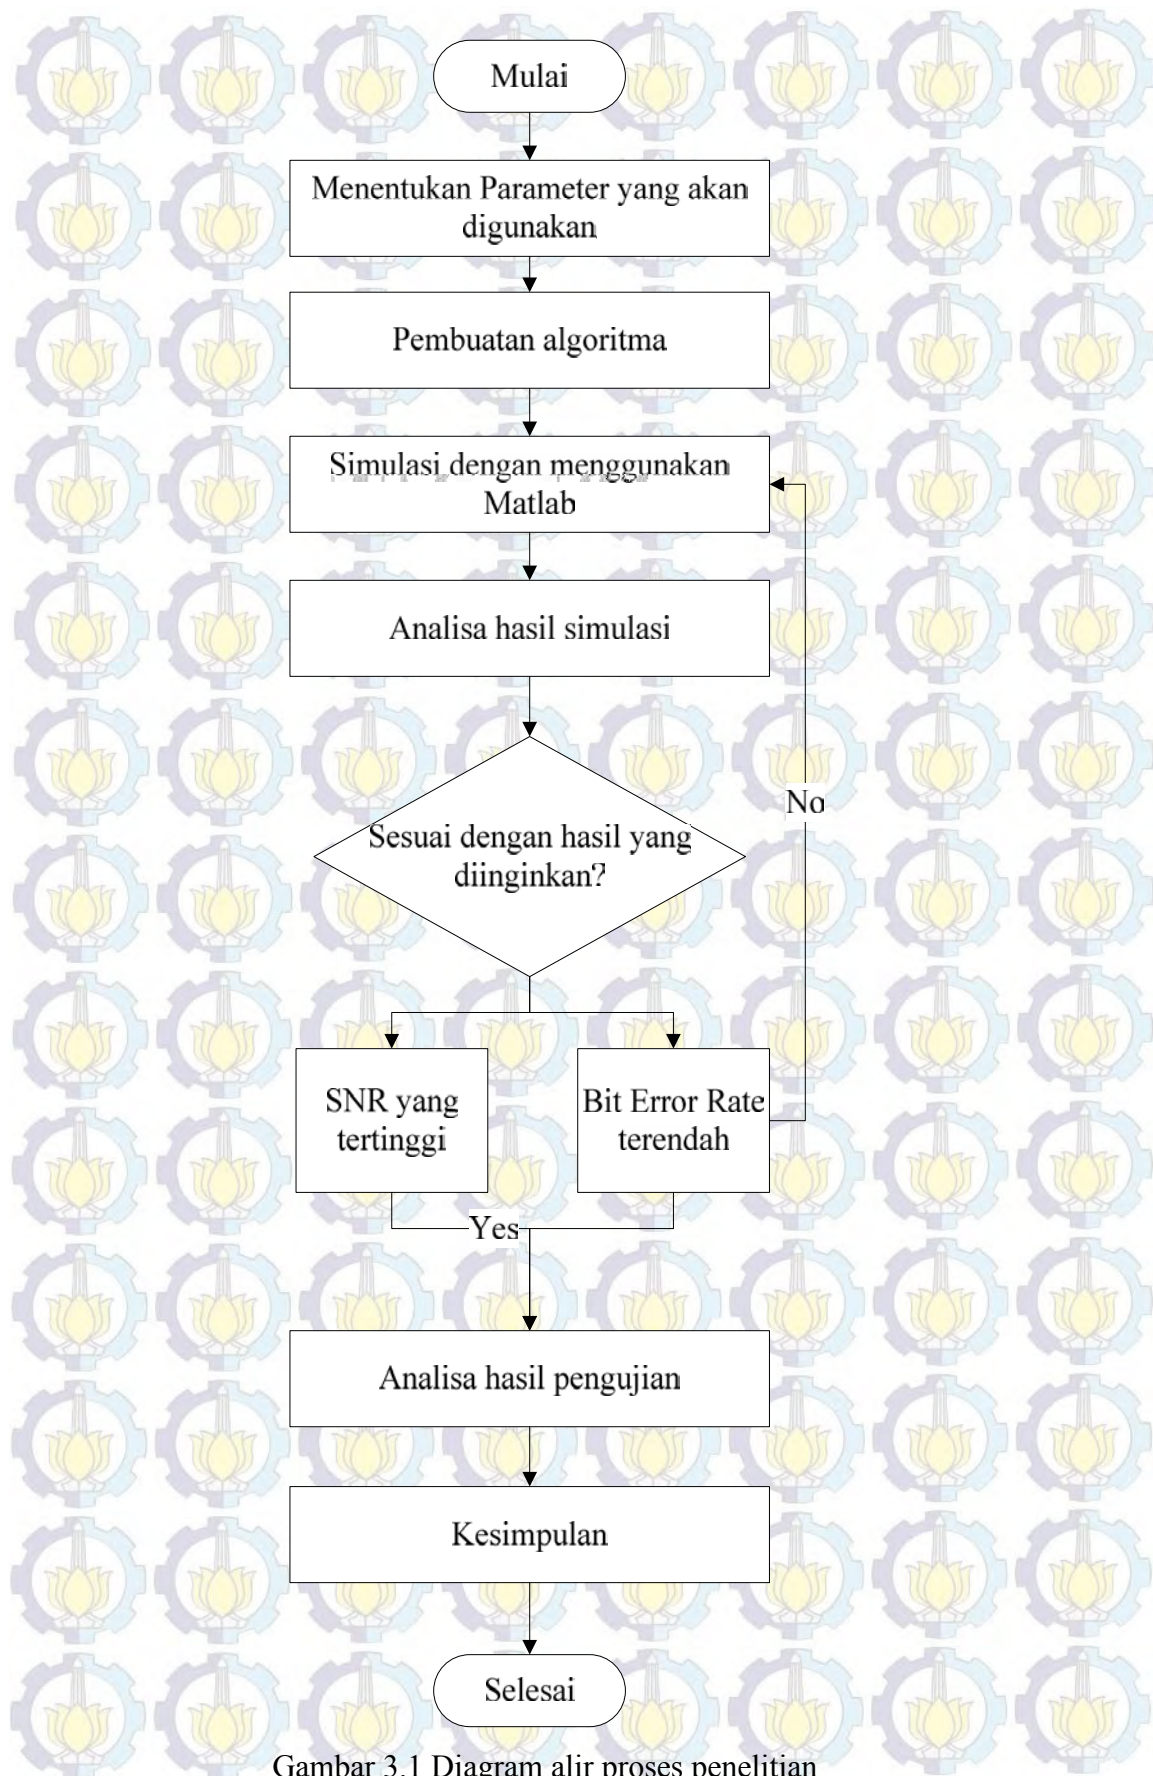 Mulai
Menentukan Parameter yang akan
digunakan
Pembuatan algoritma
Simulasi dengan menggunakan
Matlab
Analisa hasil simulasi
No
Sesuai dengan hasil yang
diinginkan?
SNR yang
tertinggi
Bit Error Rate
terendah
Yes
Analisa hasil pengujian
Kesimpulan
Selesai
Gambar 3.1 Diagram alir proses penelitian